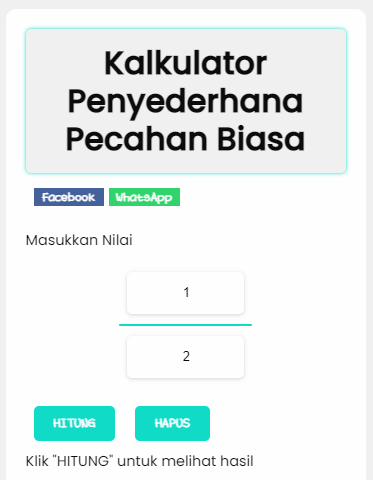 Kalkulator
Penyederhana
Pecahan Biasa
Facebook WhatsApp
Masukkan Nilai
1
2
HITUNG HAPUS
Klik "HITUNG" untuk melihat hasil